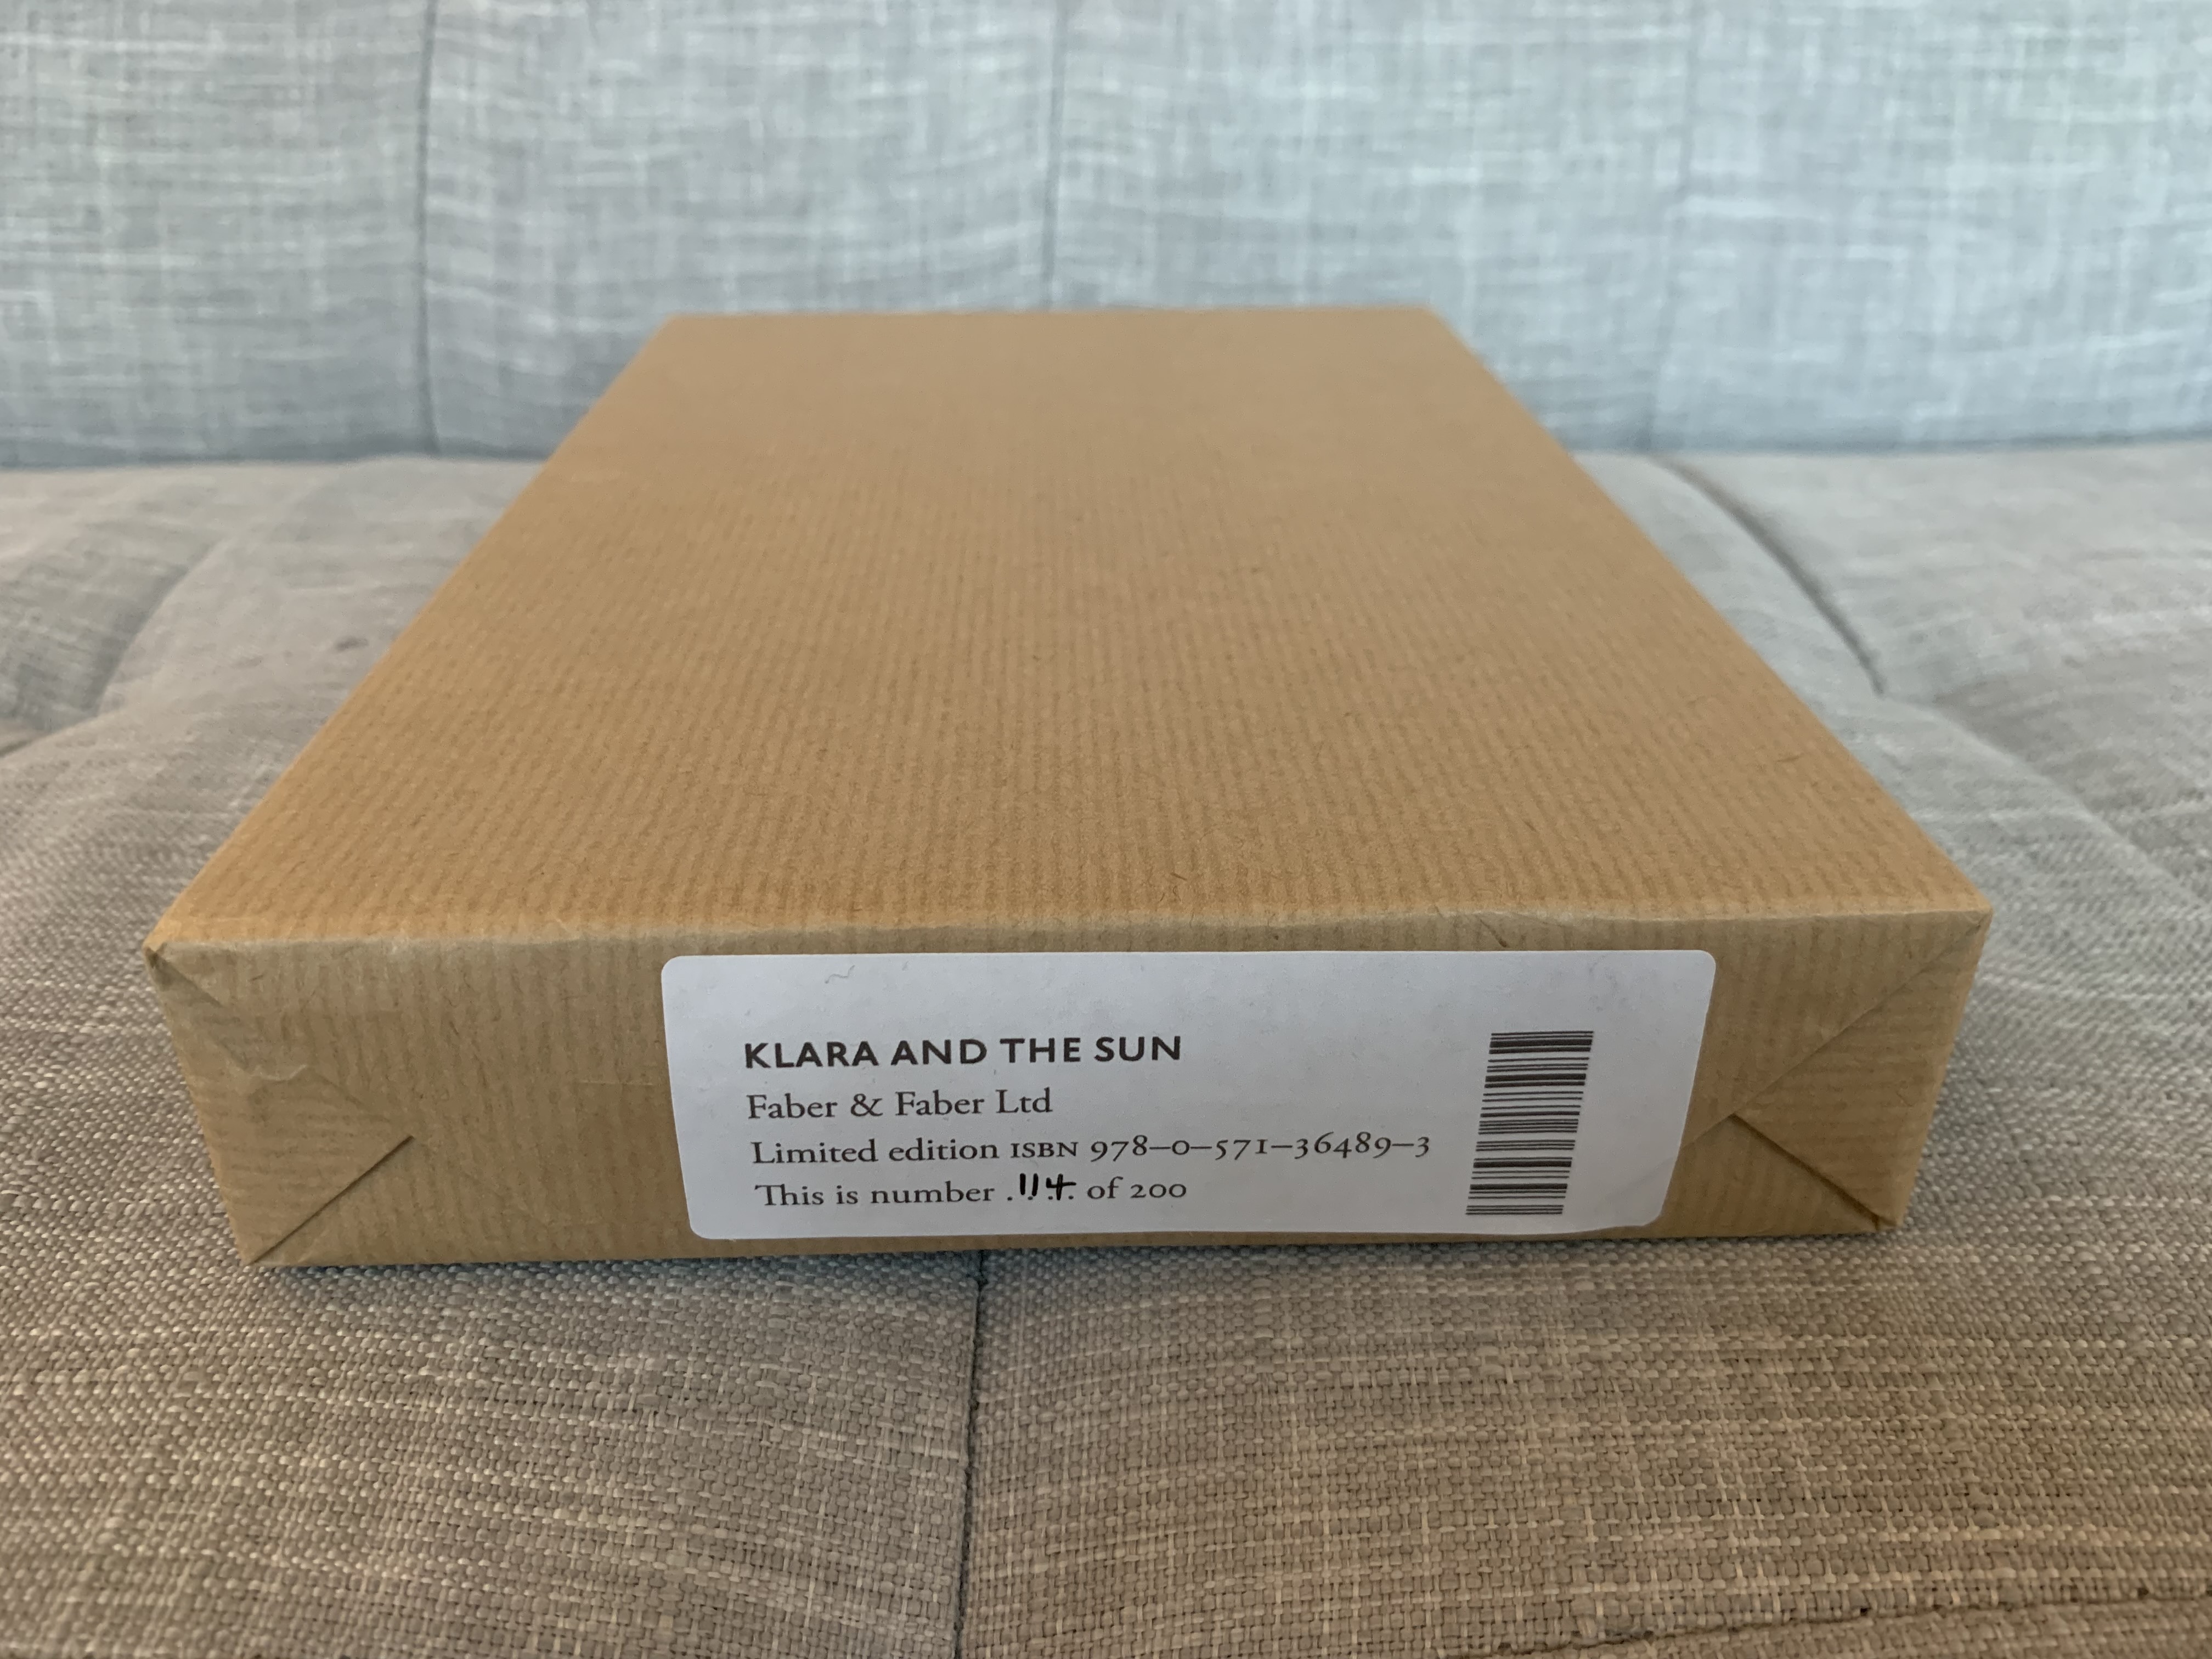 KLARA AND THE SUN
Faber & Faber Ltd
Limited edition ISBN 978–0–571–36489–3
This is number .114. of 200